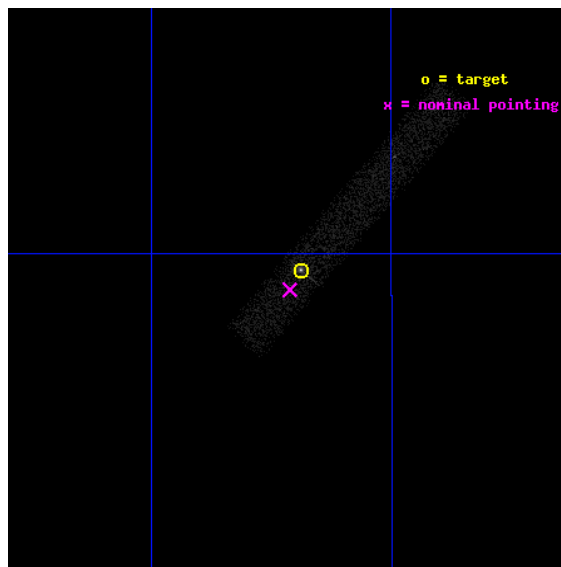 o = target
x = nominal pointing